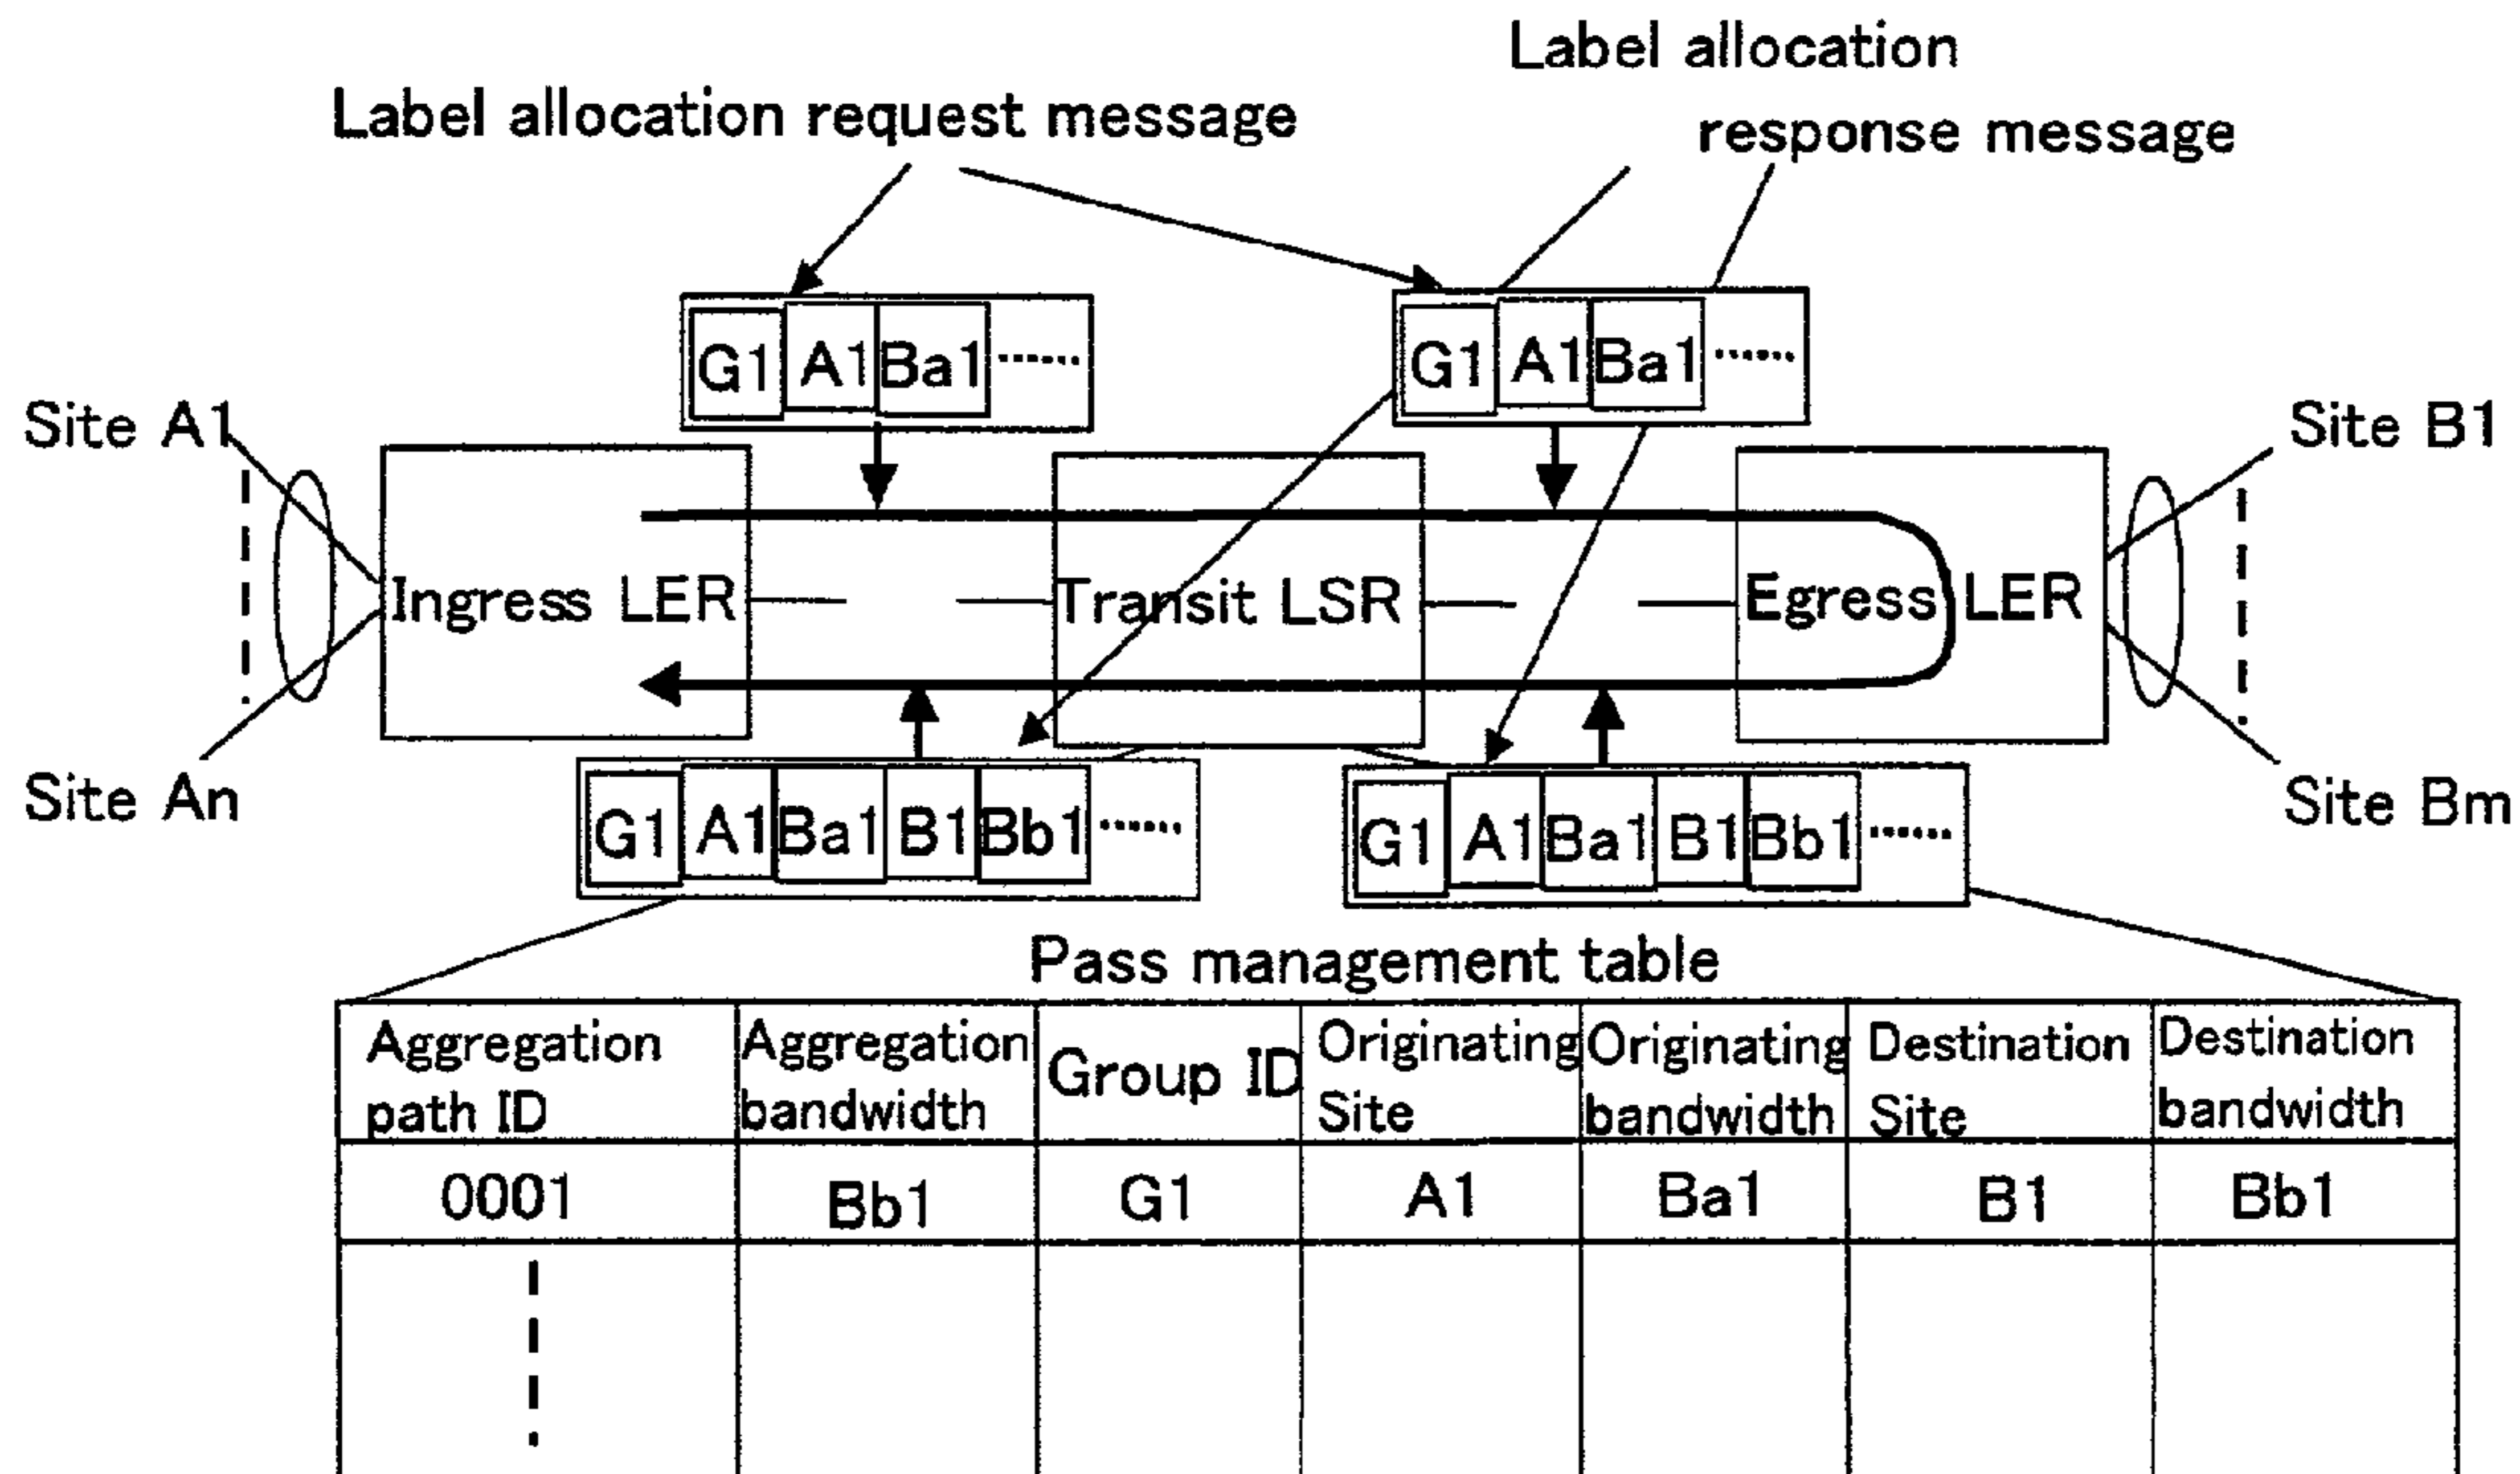 Label allocation
Label allocation request message
response message
G1 A1 Ba1 ......
G1 A1 Ba1 ......
Site A1
Site B1
Ingress LER
Transit LSR
Egress LER
Site An
Site Bm
G1 A1 Ba1 B1 Bb1 ......
G1 A1 Ba1 B1 Bb1 ......
Pass management table
Aggregation
path ID
Aggregation
bandwidth
Group ID
Originating
Site
Originating
bandwidth
Destination
Site
Destination
bandwidth
0001 Bb1 G1 A1 Ba1 B1 Bb1